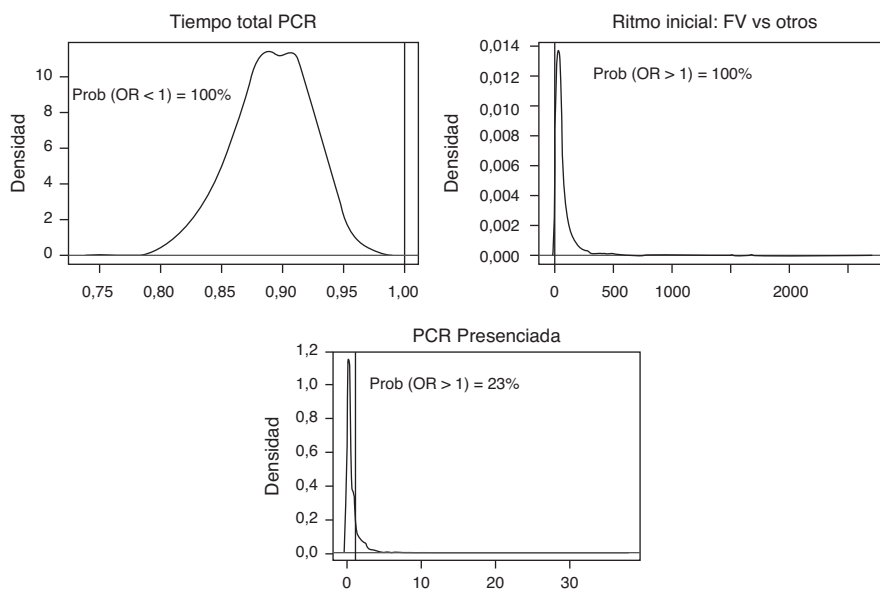 Tiempo total PCR
Densidad
10
8
6
4
2
0
Prob (OR < 1) = 100%
0,75 0,80 0,85 0,90 0,95 1,00
Ritmo inicial: FV vs otros
Densidad
0,014
0,012
0,010
0,008
0,006
0,004
0,002
0,000
Prob (OR > 1) = 100%
0 500 1000 2000
PCR Presenciada
Densidad
1,2
1,0
0,8
0,6
0,4
0,2
0,0
Prob (OR > 1) = 23%
0 10 20 30